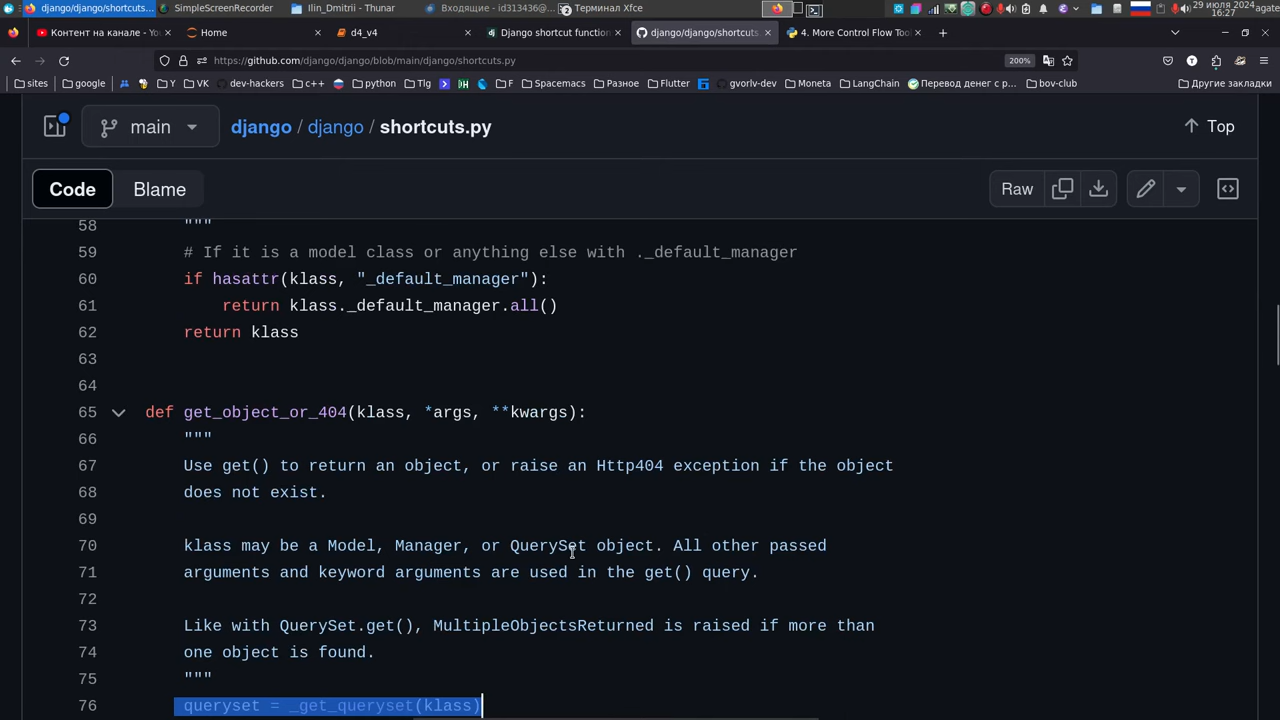 django/django/shortcuts... SimpleScreenRecorder Ilin_Dmitrii - Thunar Входящие - id313436@... 2 Терминал Xfce 29 июля 2024 agate
16:27
Контент на канале - You Home d4_v4 Django shortcut function django/django/shortcuts. 4. More Control Flow Tool
https://github.com/django/django/blob/main/django/shortcuts.py 200%
sites google Y VK dev-hackers c++ python Tlg F Spacemacs Разное Flutter gvorlv-dev Moneta LangChain Перевод денег с р... bov-club Другие закладки
main django / django / shortcuts.py Top
Code Blame Raw
58 """
59 # If it is a model class or anything else with ._default_manager
60 if hasattr(klass, "_default_manager"):
61 return klass._default_manager.all()
62 return klass
63
64
65 def get_object_or_404(klass, *args, **kwargs):
66 """
67 Use get() to return an object, or raise an Http404 exception if the object
68 does not exist.
69
70 klass may be a Model, Manager, or QuerySet object. All other passed
71 arguments and keyword arguments are used in the get() query.
72
73 Like with QuerySet.get(), MultipleObjectsReturned is raised if more than
74 one object is found.
75 """
76 queryset = _get_queryset(klass)